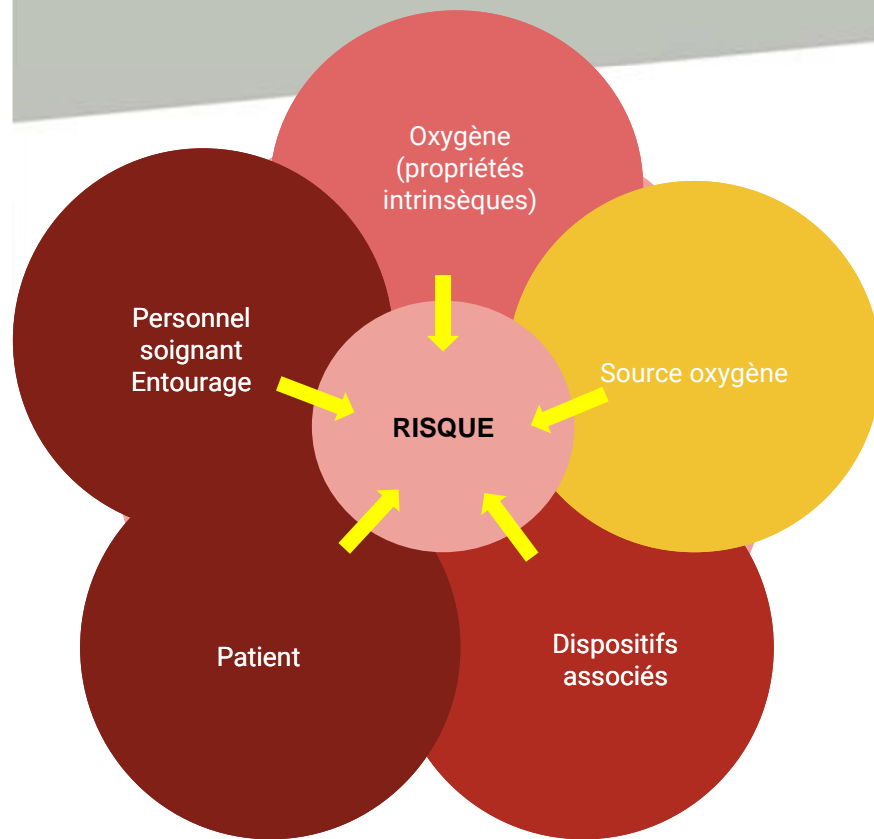 Oxygène
(propriétés
intrinsèques)
Personnel
soignant
Entourage
Source oxygène
RISQUE
Patient
Dispositifs
associés